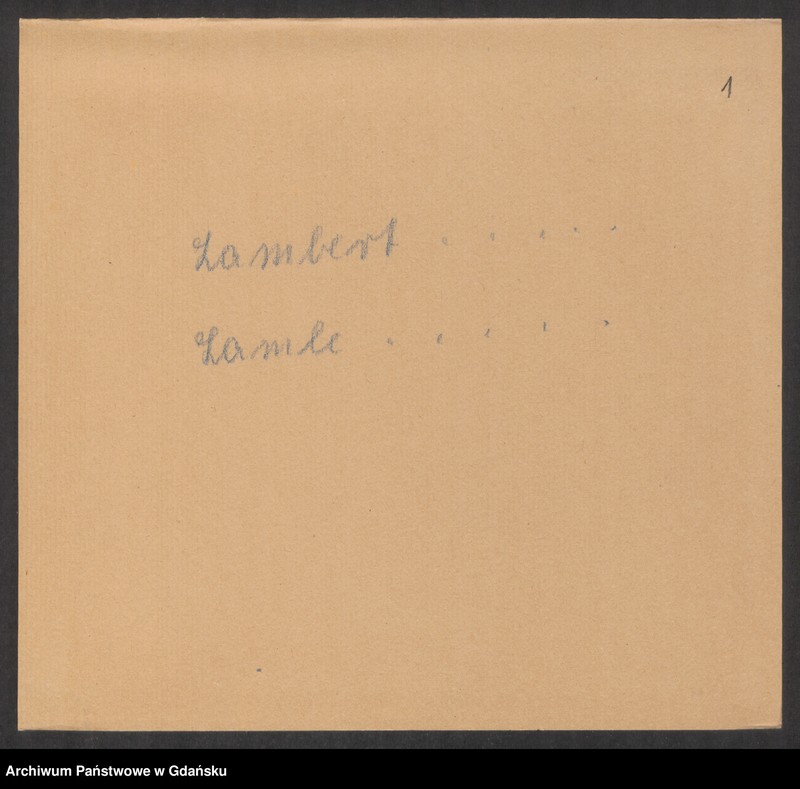 1
Lambert . . . . .
Lamle . . . . .
Archiwum Państwowe w Gdańsku